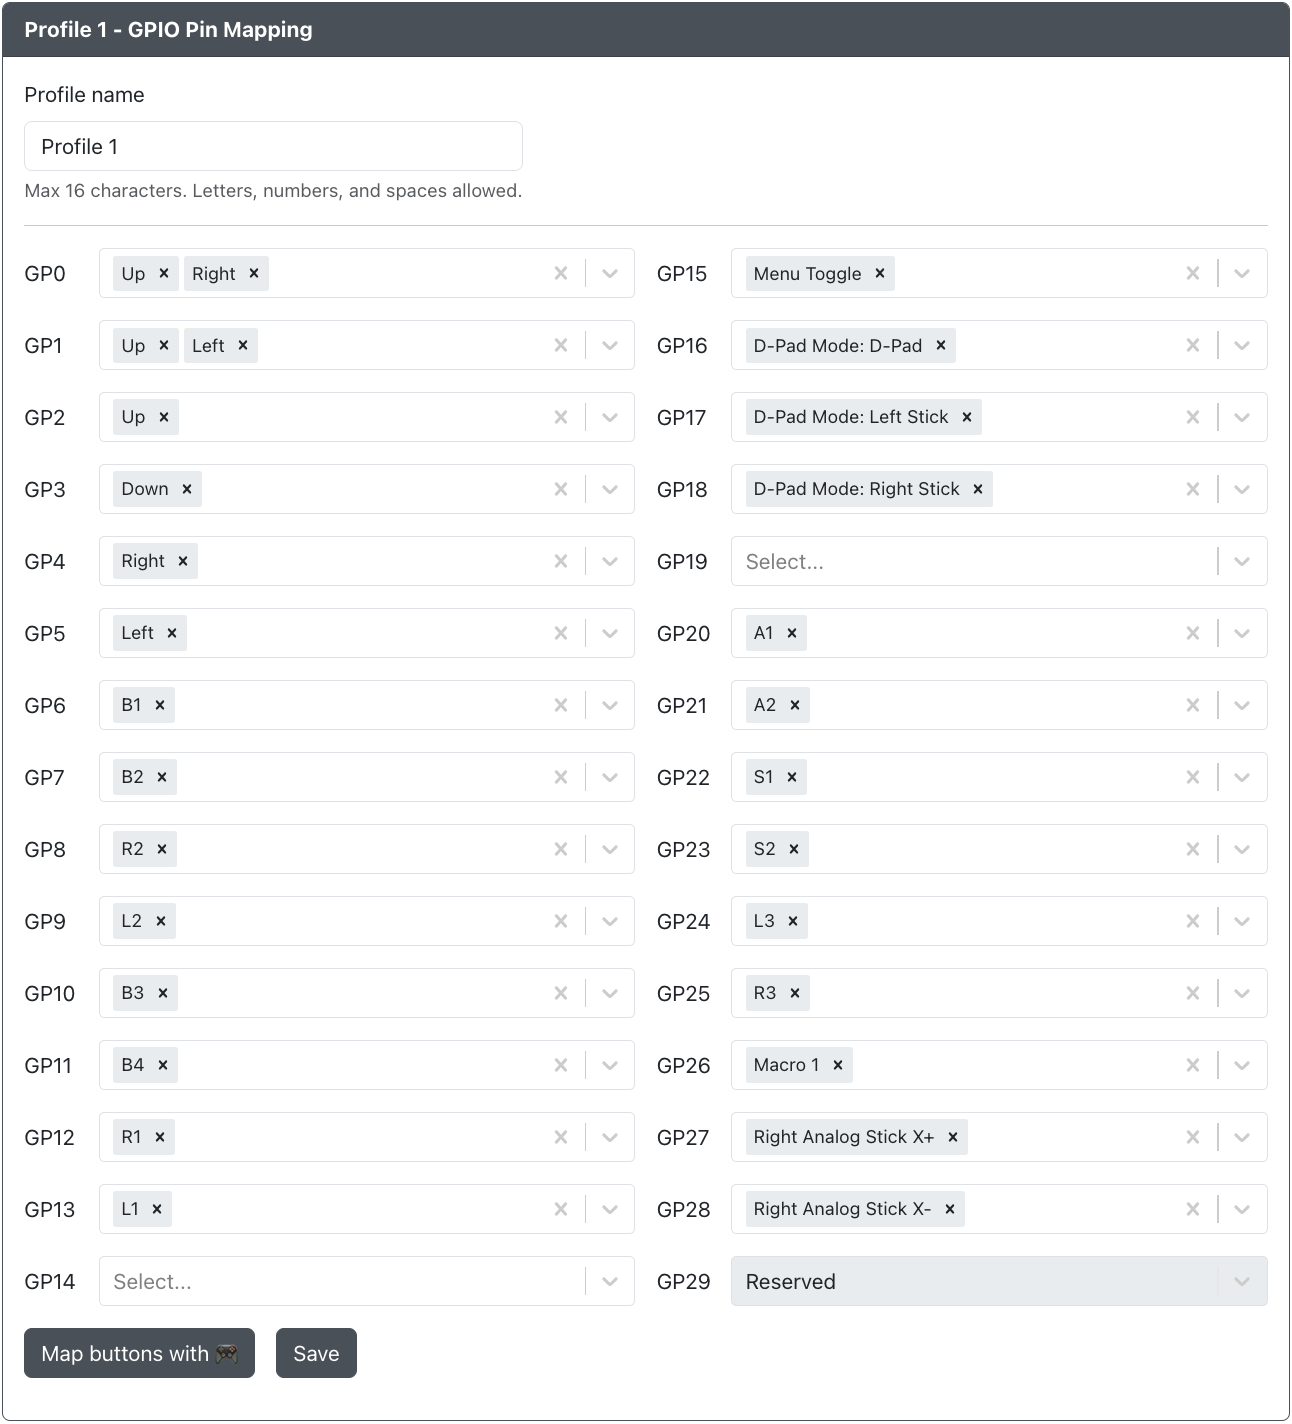 Profile 1 - GPIO Pin Mapping
Profile name
Profile 1
Max 16 characters. Letters, numbers, and spaces allowed.
GP0 Up Right
GP1 Up Left
GP2 Up
GP3 Down
GP4 Right
GP5 Left
GP6 B1
GP7 B2
GP8 R2
GP9 L2
GP10 B3
GP11 B4
GP12 R1
GP13 L1
GP14 Select...
GP15 Menu Toggle
GP16 D-Pad Mode: D-Pad
GP17 D-Pad Mode: Left Stick
GP18 D-Pad Mode: Right Stick
GP19 Select...
GP20 A1
GP21 A2
GP22 S1
GP23 S2
GP24 L3
GP25 R3
GP26 Macro 1
GP27 Right Analog Stick X+
GP28 Right Analog Stick X-
GP29 Reserved
Map buttons with 🎮 Save